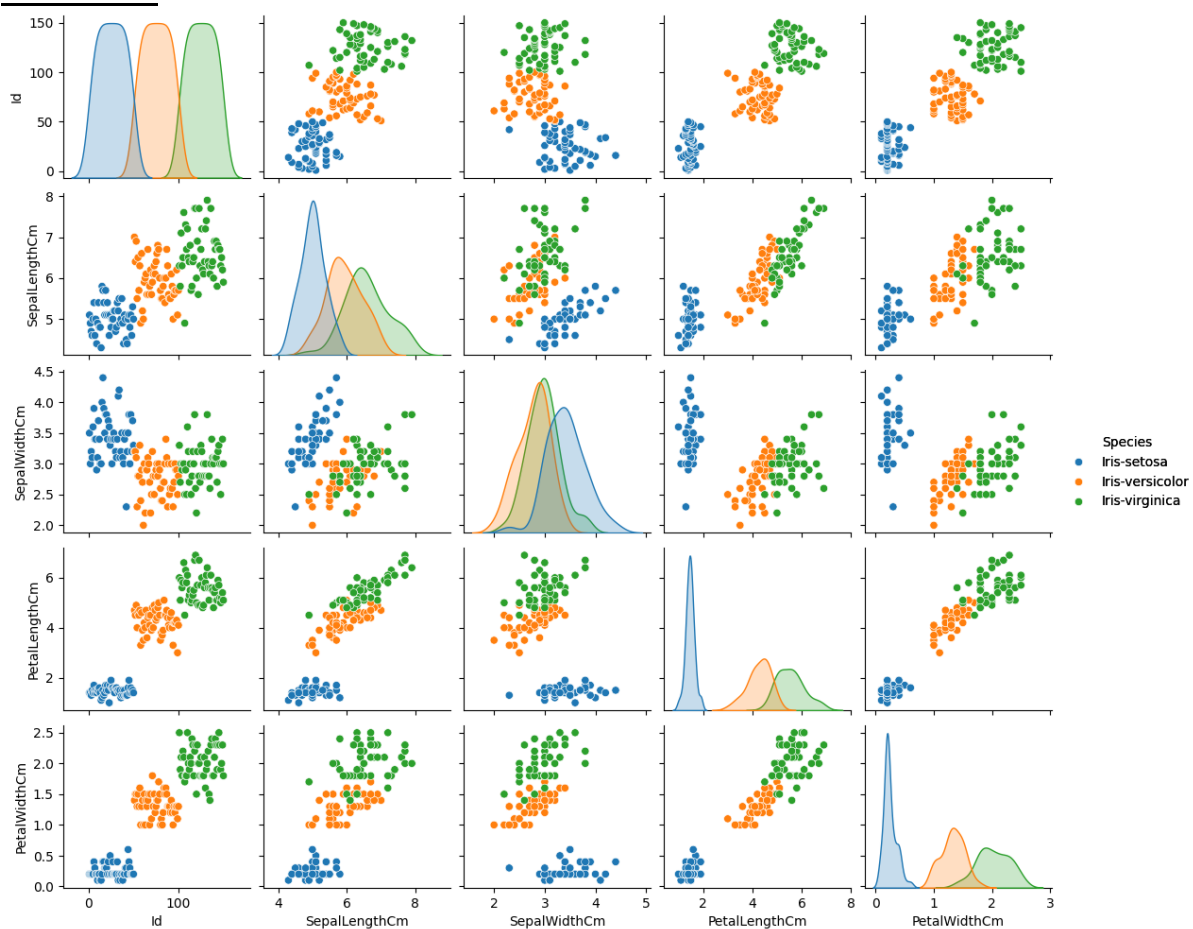 150
100
50
0
Id
8
7
6
5
SepalLengthCm
4.5
4.0
3.5
3.0
2.5
2.0
SepalWidthCm
Species
Iris-setosa
Iris-versicolor
Iris-virginica
6
4
2
PetalLengthCm
2.5
2.0
1.5
1.0
0.5
0.0
PetalWidthCm
0 100 4 6 8 2 3 4 5 2 4 6 8 0 1 2 3
Id SepalLengthCm SepalWidthCm PetalLengthCm PetalWidthCm